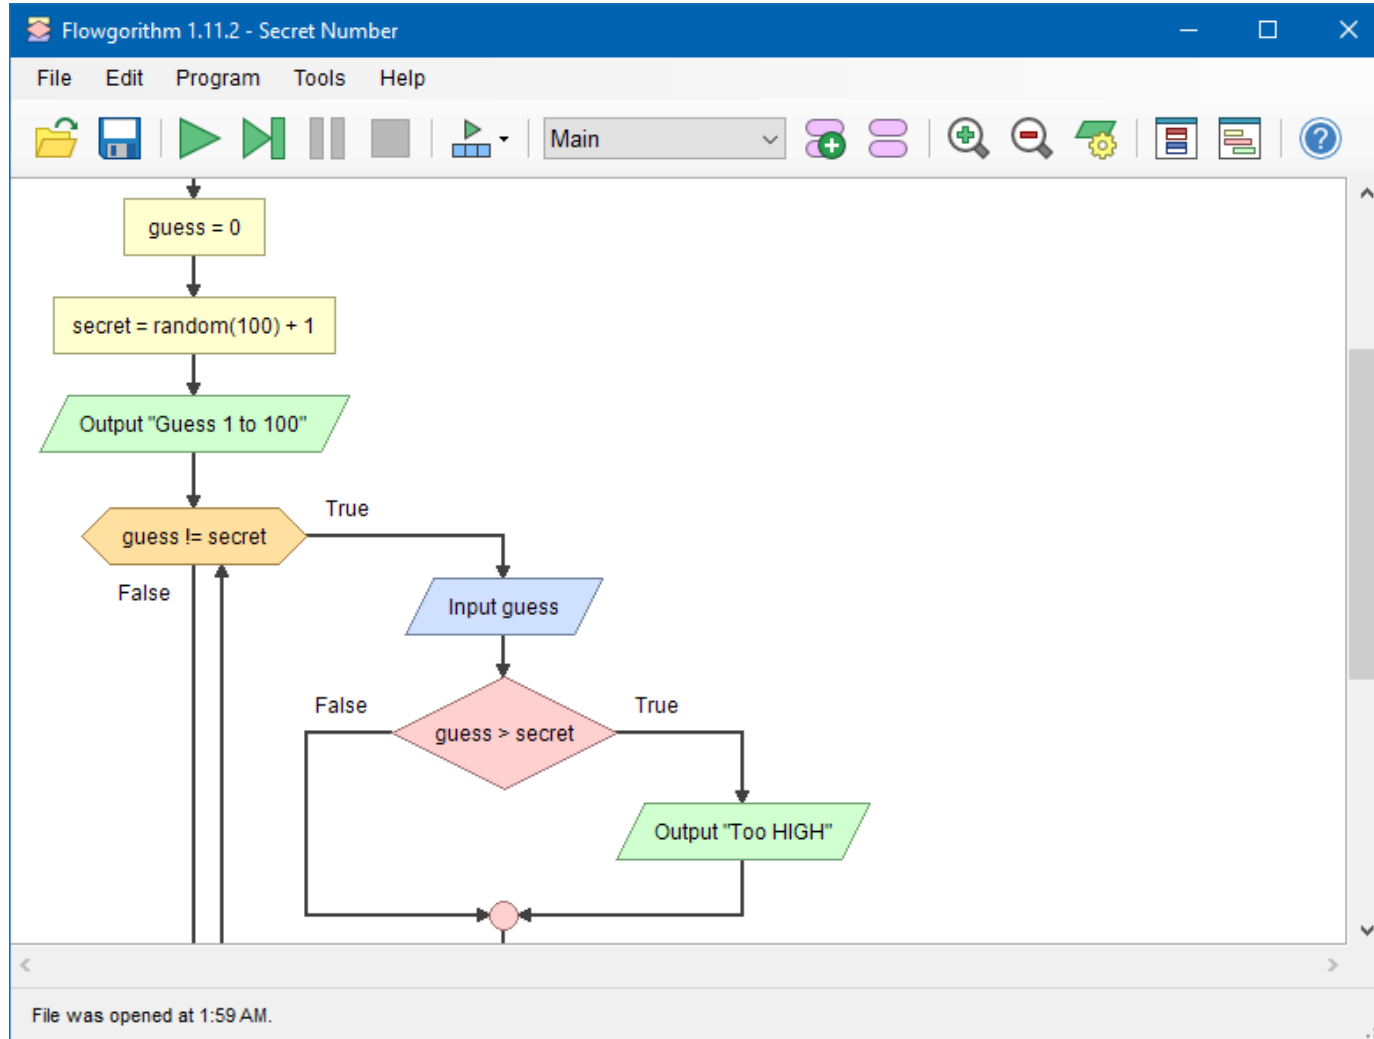 Flowgorithm 1.11.2 - Secret Number
File Edit Program Tools Help
Main
guess = 0
secret = random(100) + 1
Output "Guess 1 to 100"
True
guess != secret
False
Input guess
False True
guess > secret
Output "Too HIGH"
File was opened at 1:59 AM.